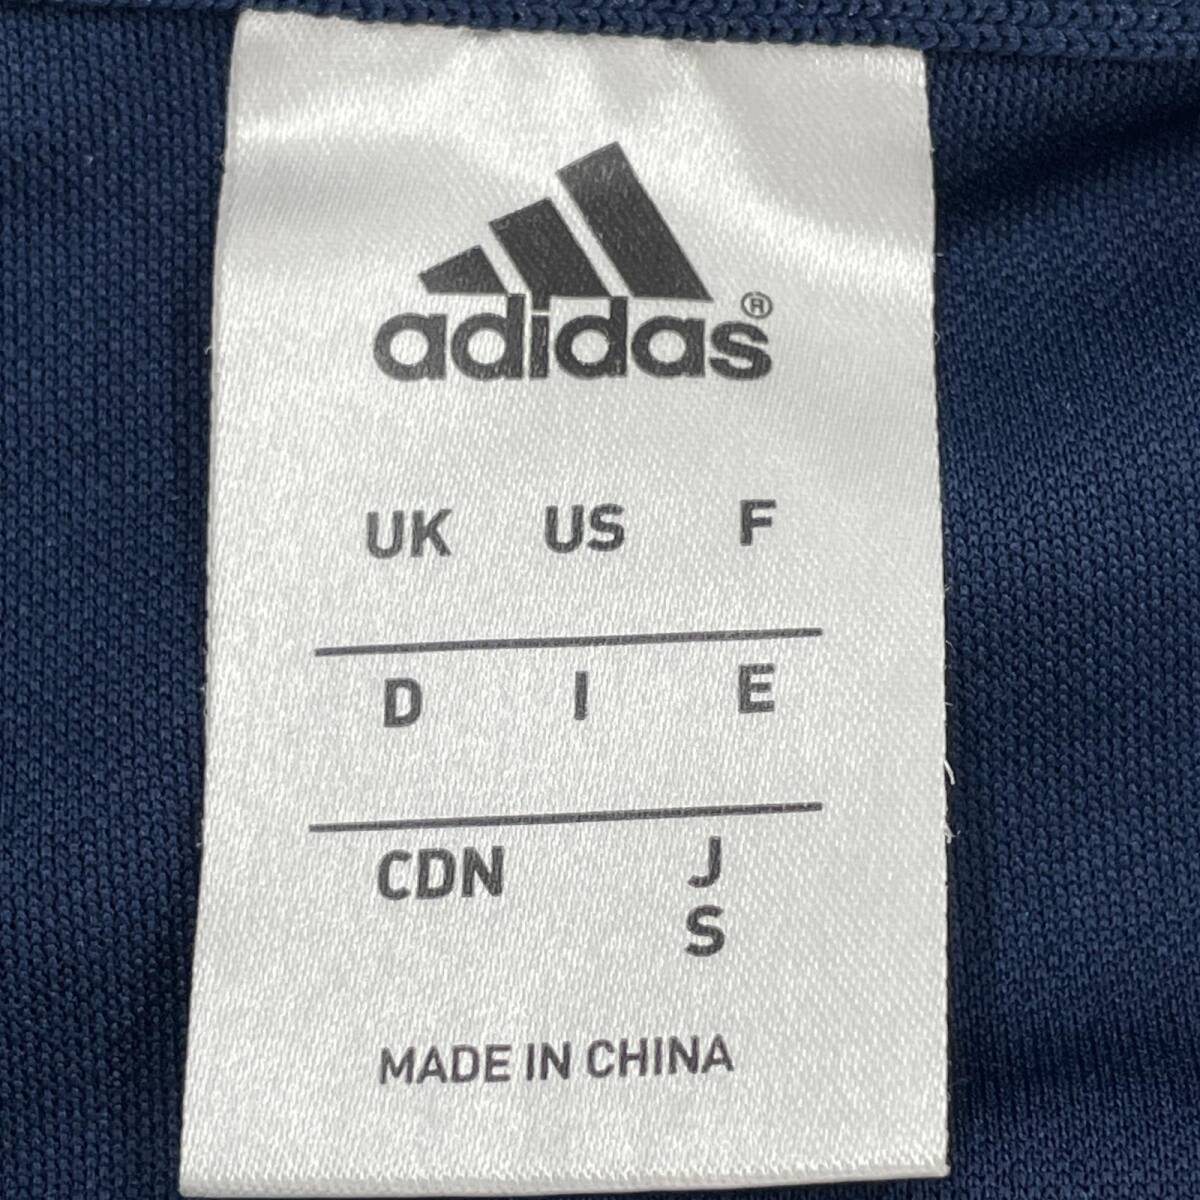 adidas®
UK US F
D I E
CDN J
S
MADE IN CHINA